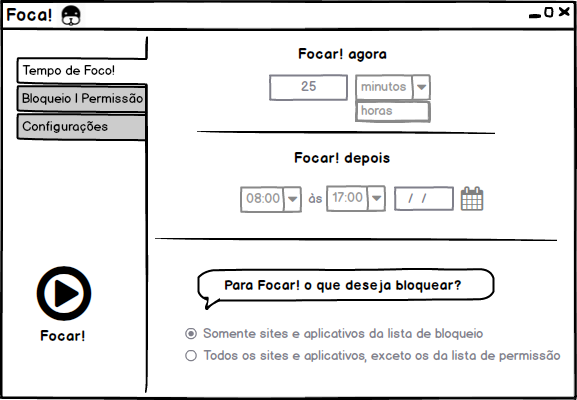 Foca!
Tempo de Foco!
Bloqueio | Permissão
Configurações
Focar!
Focar! agora
25 minutos
horas
Focar! depois
08:00 às 17:00 / /
Para Focar! o que deseja bloquear?
Somente sites e aplicativos da lista de bloqueio
Todos os sites e aplicativos, exceto os da lista de permissão